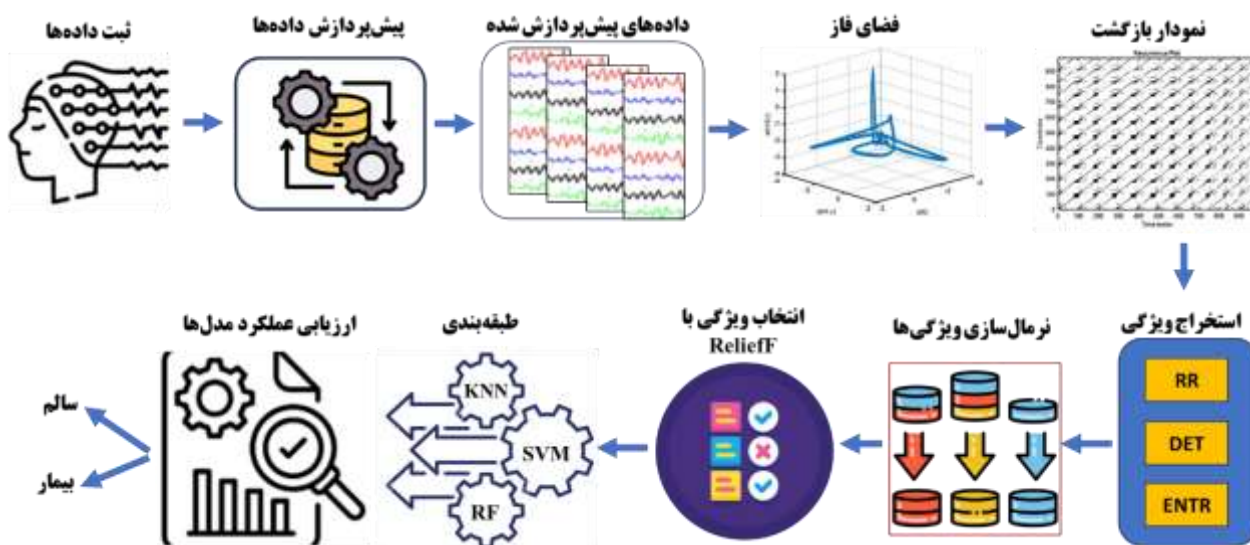 ثبت داده‌ها
پیش‌پردازش داده‌ها
داده‌های پیش‌پردازش شده
فضای فاز
نمودار بازگشت
استخراج ویژگی
RR
DET
ENTR
نرمال‌سازی ویژگی‌ها
انتخاب ویژگی با
ReliefF
طبقه‌بندی
KNN
SVM
RF
ارزیابی عملکرد مدل‌ها
سالم
بیمار